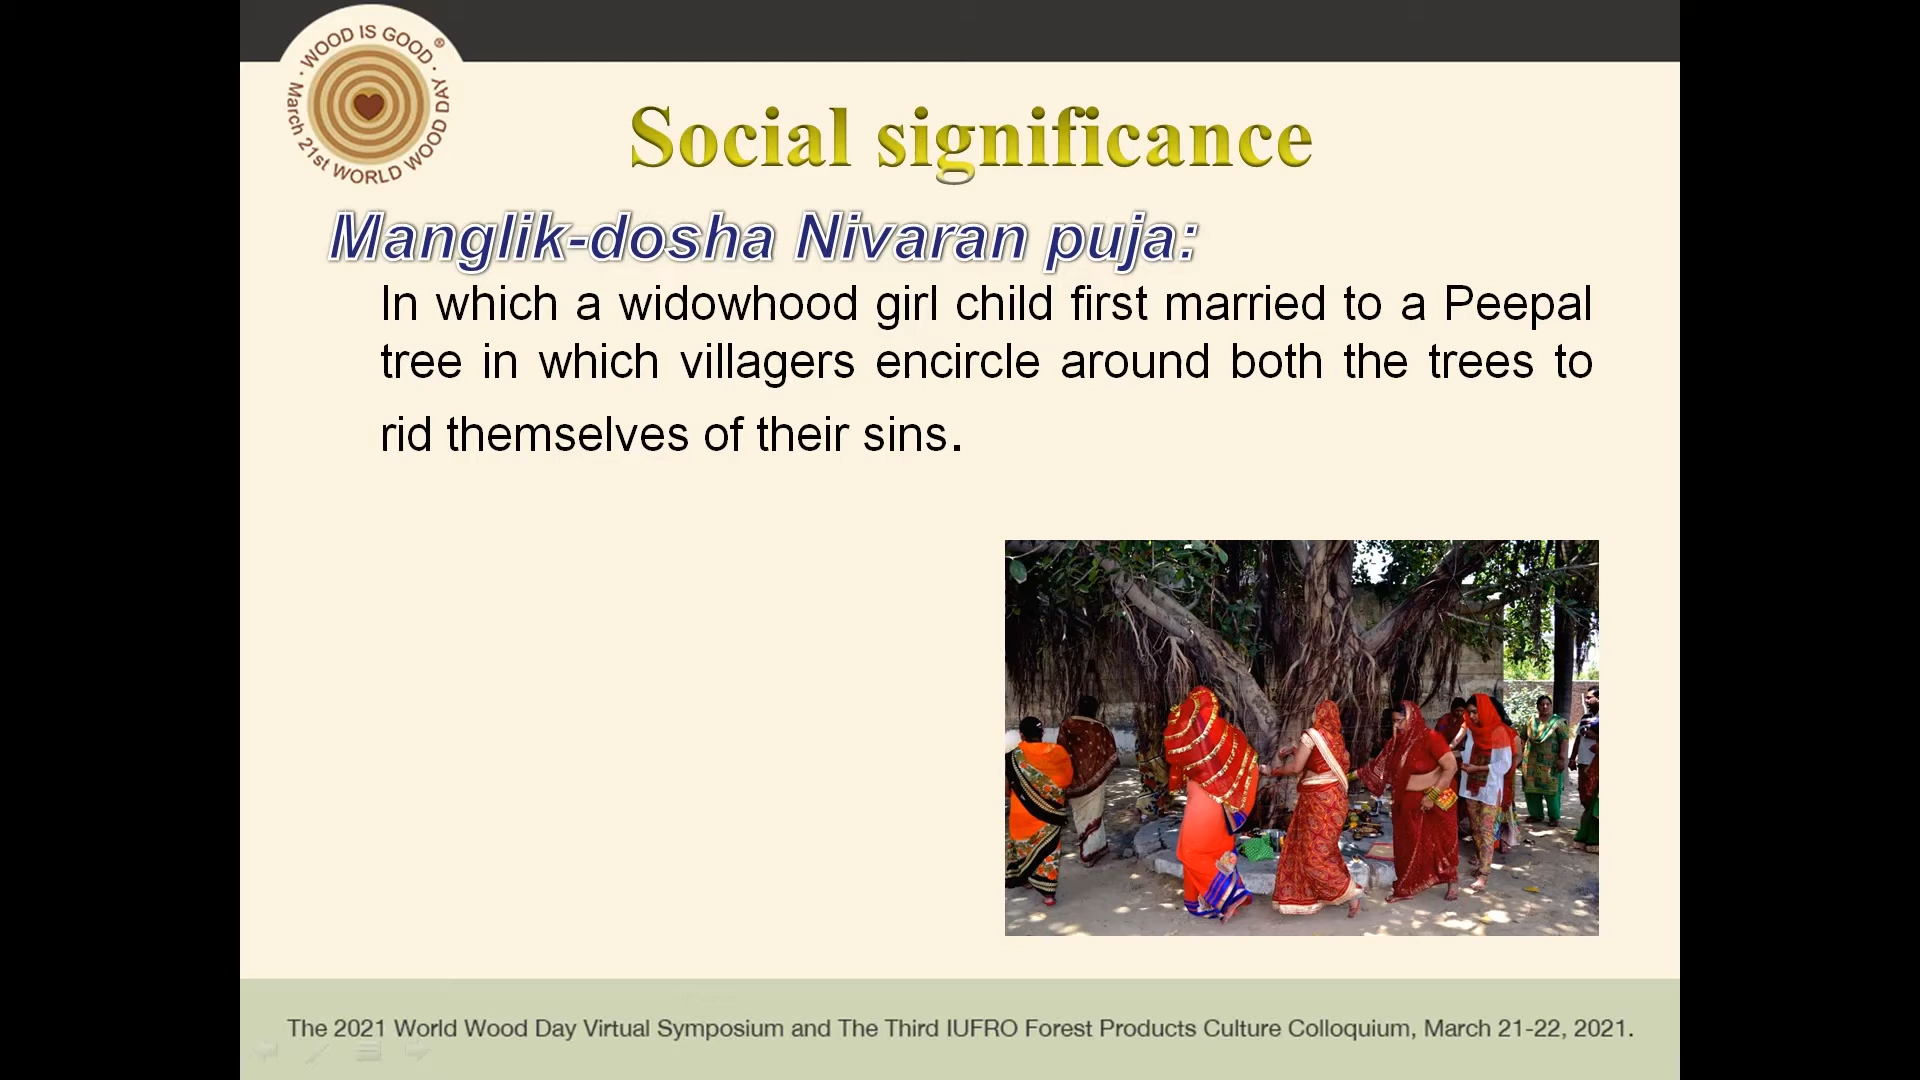 · WOOD IS GOOD® ·
March 21st WORLD WOOD DAY
Social significance
Manglik-dosha Nivaran puja:
In which a widowhood girl child first married to a Peepal
tree in which villagers encircle around both the trees to
rid themselves of their sins.
The 2021 World Wood Day Virtual Symposium and The Third IUFRO Forest Products Culture Colloquium, March 21-22, 2021.